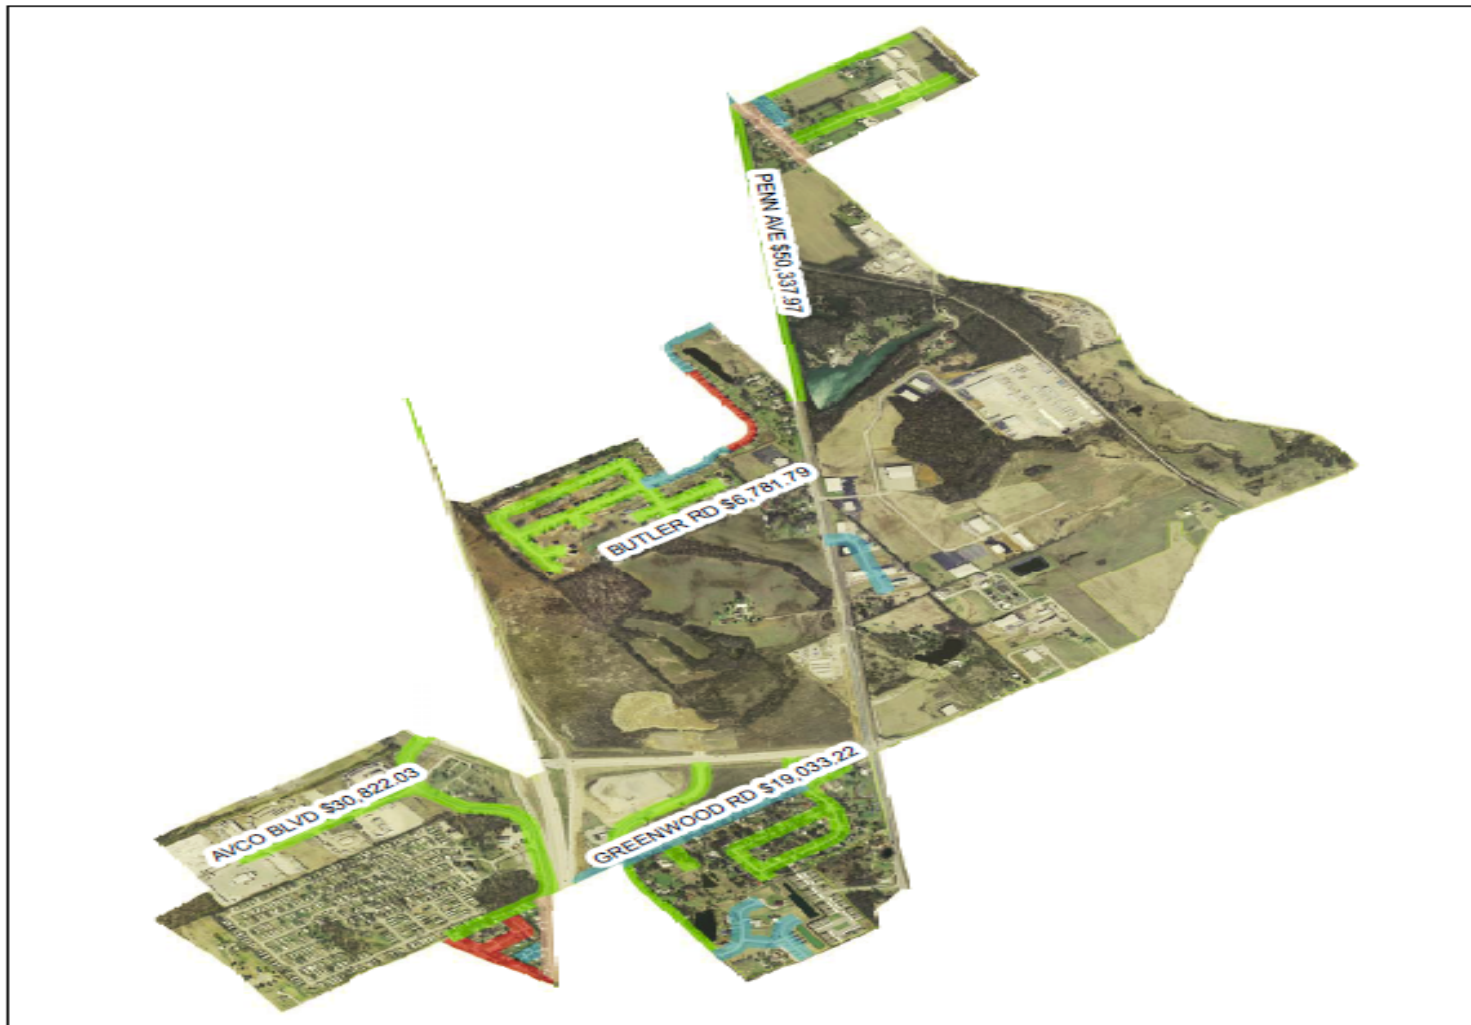 PENN AVE $50,337.97
BUTLER RD $6,781.79
AVCO BLVD $30,822.03
GREENWOOD RD $19,033.22